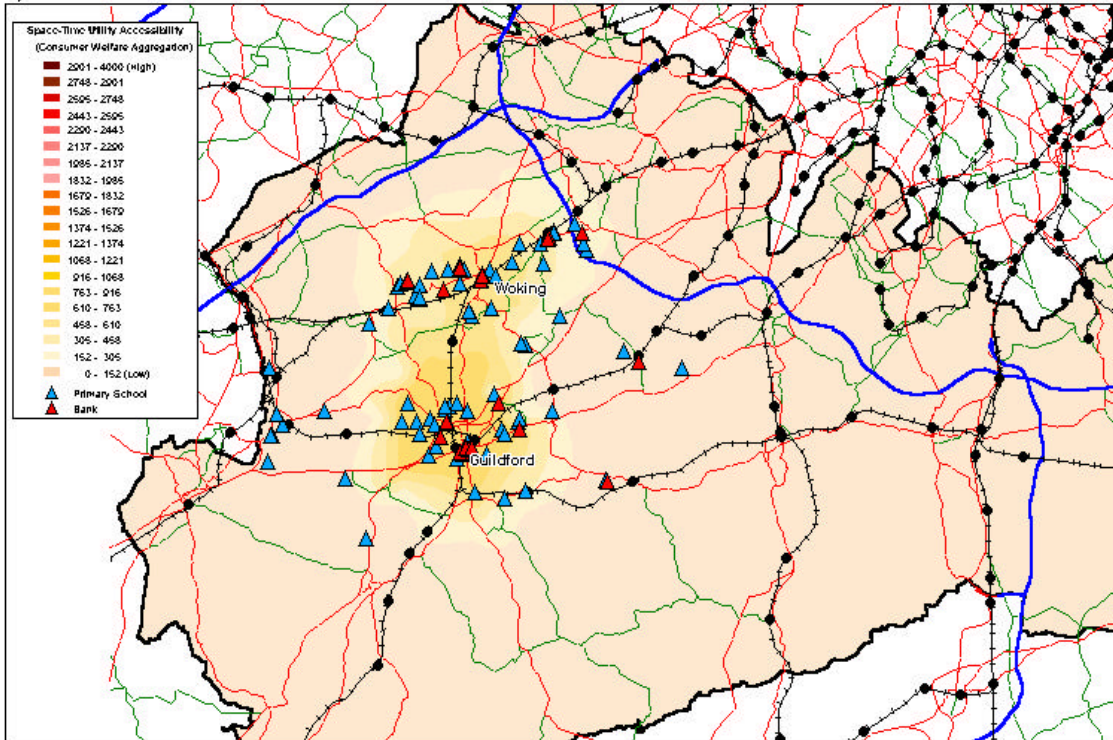 Space-Time Utility Accessibility
(Consumer Welfare Aggregation)
2901 - 4000 (High)
2748 - 2901
2595 - 2748
2443 - 2595
2290 - 2443
2137 - 2290
1985 - 2137
1832 - 1985
1679 - 1832
1526 - 1679
1374 - 1526
1221 - 1374
1068 - 1221
916 - 1068
763 - 916
610 - 763
458 - 610
305 - 458
152 - 305
0 - 152 (Low)
Primary School
Bank
Woking
Guildford